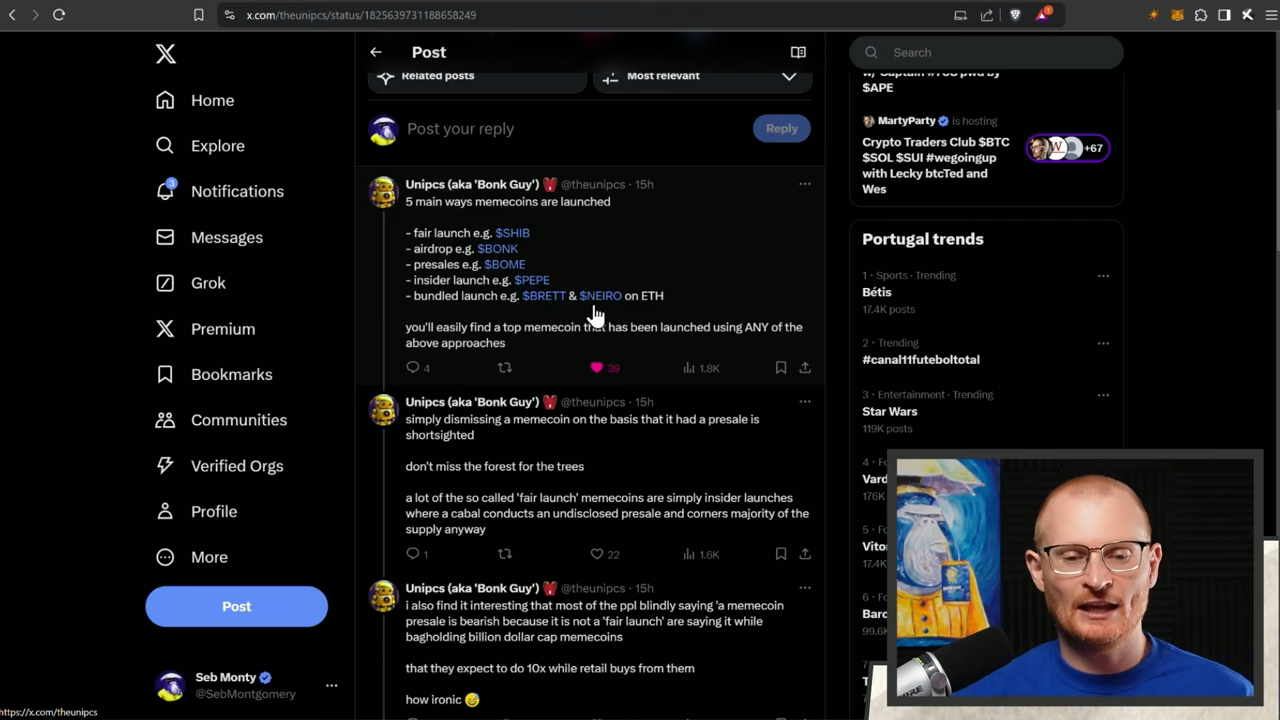 x.com/theunipcs/status/1825639731188658249
Home
Explore
3
Notifications
Messages
Grok
Premium
Bookmarks
Communities
Verified Orgs
Profile
More
Post
Seb Monty
@SebMontgomery
https://x.com/theunipcs
Post
Related posts
Most relevant
Post your reply
Reply
Unipcs (aka 'Bonk Guy') @theunipcs · 15h
5 main ways memecoins are launched
- fair launch e.g. $SHIB
- airdrop e.g. $BONK
- presales e.g. $BOME
- insider launch e.g. $PEPE
- bundled launch e.g. $BRETT & $NEIRO on ETH
you'll easily find a top memecoin that has been launched using ANY of the
above approaches
4 39 1.8K
Unipcs (aka 'Bonk Guy') @theunipcs · 15h
simply dismissing a memecoin on the basis that it had a presale is
shortsighted
don't miss the forest for the trees
a lot of the so called 'fair launch' memecoins are simply insider launches
where a cabal conducts an undisclosed presale and corners majority of the
supply anyway
1 22 1.6K
Unipcs (aka 'Bonk Guy') @theunipcs · 15h
i also find it interesting that most of the ppl blindly saying 'a memecoin
presale is bearish because it is not a 'fair launch' are saying it while
bagholding billion dollar cap memecoins
that they expect to do 10x while retail buys from them
how ironic 😅
Search
$APE
MartyParty is hosting
Crypto Traders Club $BTC
$SOL $SUI #wegoingup
with Lecky btcTed and
Wes
+67
Portugal trends
1 · Sports · Trending
Bétis
17.4K posts
2 · Trending
#canal11futeboltotal
3 · Entertainment · Trending
Star Wars
119K posts
4 · Fo
Vard
176K
5 · Fo
Vito
17.4K
6 · Fo
Barc
99.6K